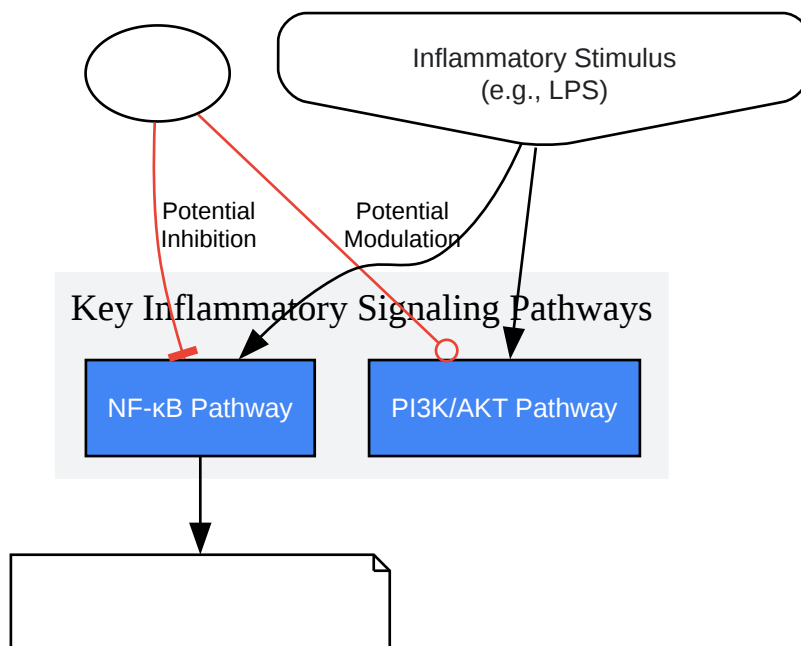 Inflammatory Stimulus
(e.g., LPS)
Potential
Inhibition
Potential
Modulation
Key Inflammatory Signaling Pathways
NF-κB Pathway
PI3K/AKT Pathway